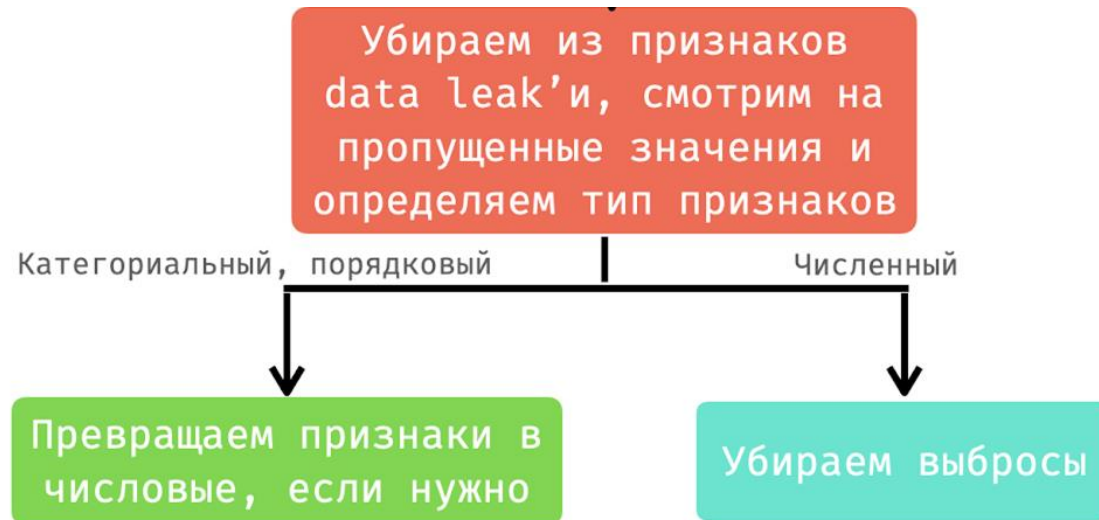 Убираем из признаков
data leak’и, смотрим на
пропущенные значения и
определяем тип признаков
Категориальный, порядковый
Численный
Превращаем признаки в
числовые, если нужно
Убираем выбросы